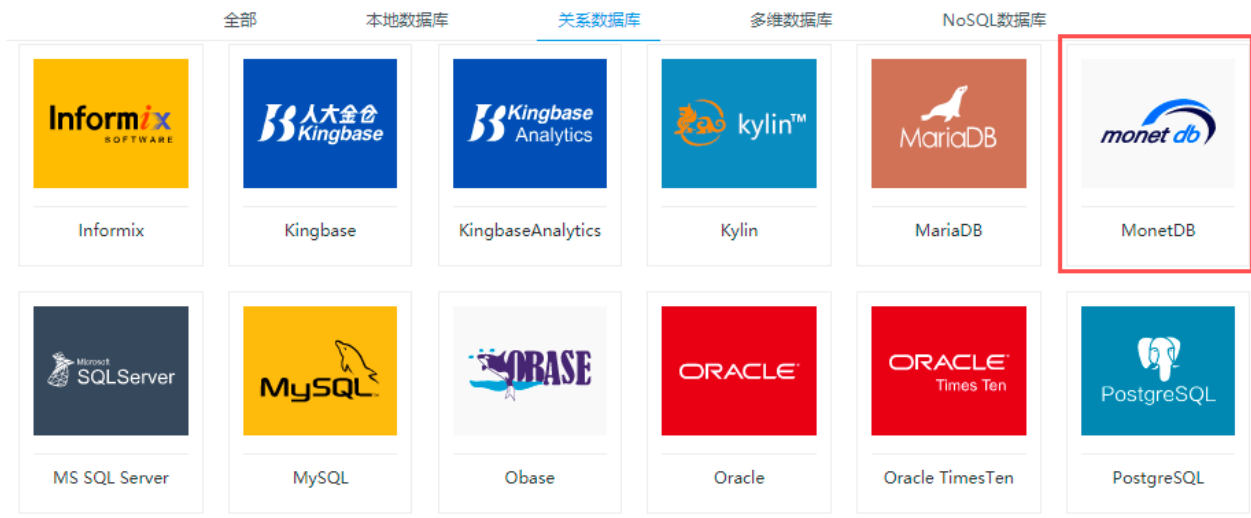 全部 本地数据库 关系数据库 多维数据库 NoSQL数据库
Informix
SOFTWARE
人大金仓
Kingbase
Kingbase
Analytics
kylin™
MariaDB
monet db
Informix Kingbase KingbaseAnalytics Kylin MariaDB MonetDB
Microsoft
SQLServer
MySQL™
OBASE
ORACLE
ORACLE
Times Ten
PostgreSQL
MS SQL Server MySQL Obase Oracle Oracle TimesTen PostgreSQL